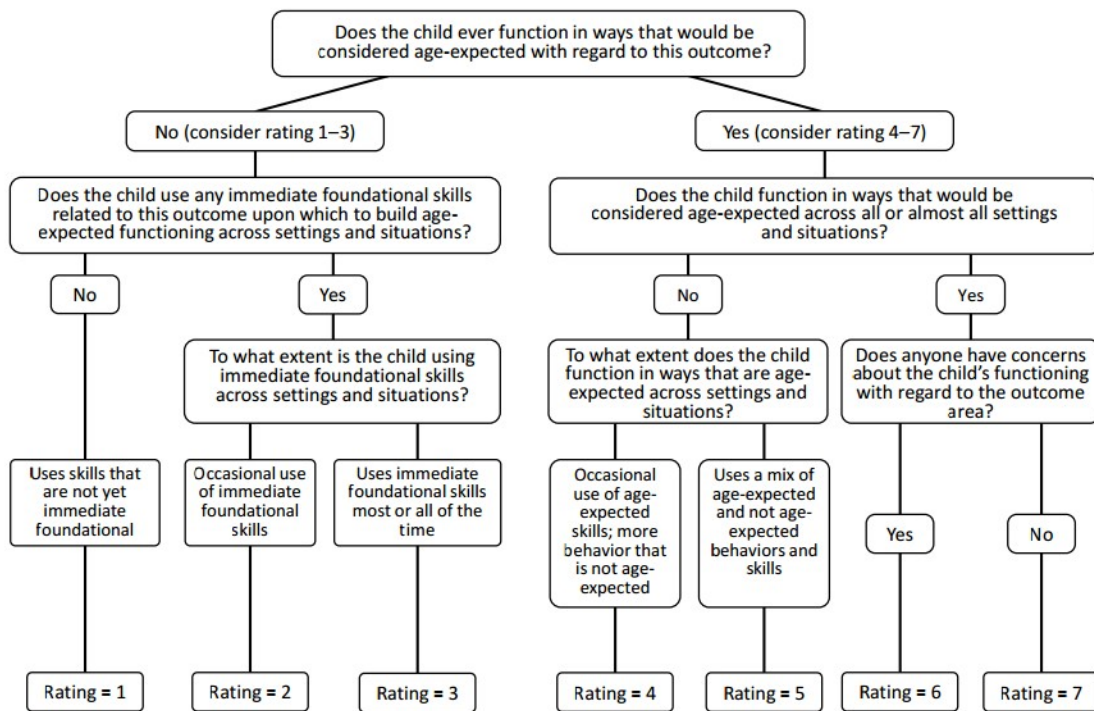 Does the child ever function in ways that would be
considered age-expected with regard to this outcome?
No (consider rating 1–3)
Yes (consider rating 4–7)
Does the child use any immediate foundational skills
related to this outcome upon which to build age-
expected functioning across settings and situations?
Does the child function in ways that would be
considered age-expected across all or almost all settings
and situations?
No
Yes
No
Yes
To what extent is the child using
immediate foundational skills
across settings and situations?
To what extent does the child
function in ways that are age-
expected across settings and
situations?
Does anyone have concerns
about the child’s functioning
with regard to the outcome
area?
Uses skills that
are not yet
immediate
foundational
Occasional use
of immediate
foundational
skills
Uses immediate
foundational skills
most or all of the
time
Occasional
use of age-
expected
skills; more
behavior that
is not age-
expected
Uses a mix of
age-expected
and not age-
expected
behaviors and
skills
Yes
No
Rating = 1
Rating = 2
Rating = 3
Rating = 4
Rating = 5
Rating = 6
Rating = 7